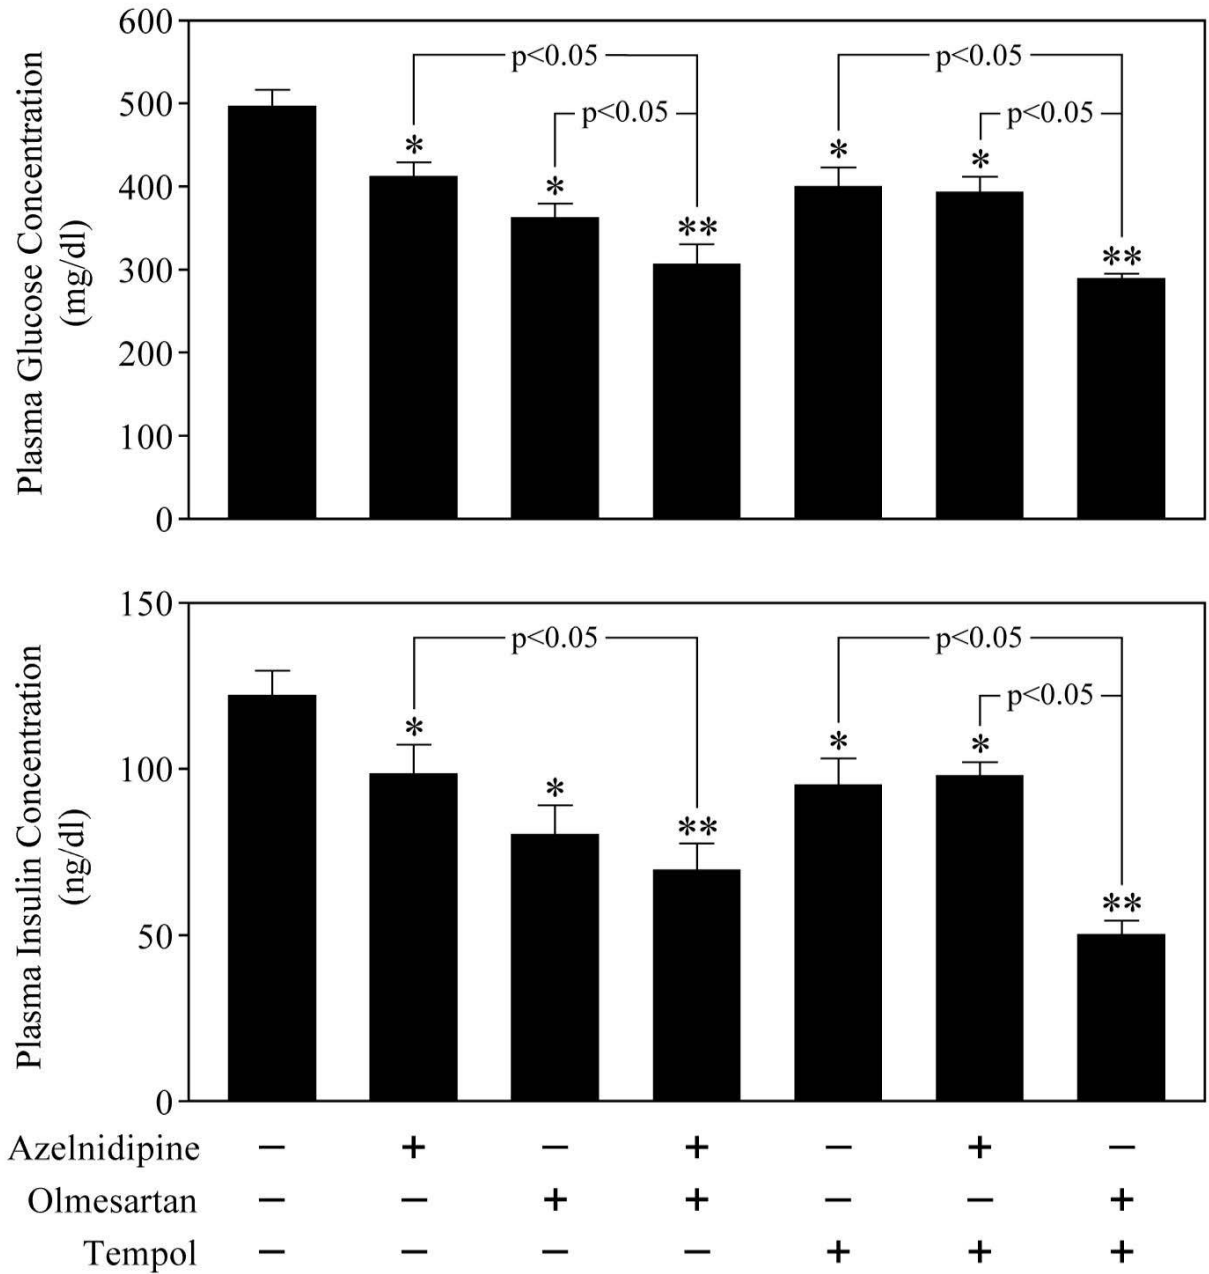 Plasma Glucose Concentration
(mg/dl)
600
500
400
300
200
100
0
p<0.05
p<0.05
p<0.05
p<0.05
*
*
**
*
*
**
Plasma Insulin Concentration
(ng/dl)
150
100
50
0
p<0.05
p<0.05
p<0.05
*
*
**
*
*
**
Azelnidipine − + − + − + −
Olmesartan − − + + − − +
Tempol − − − − + + +